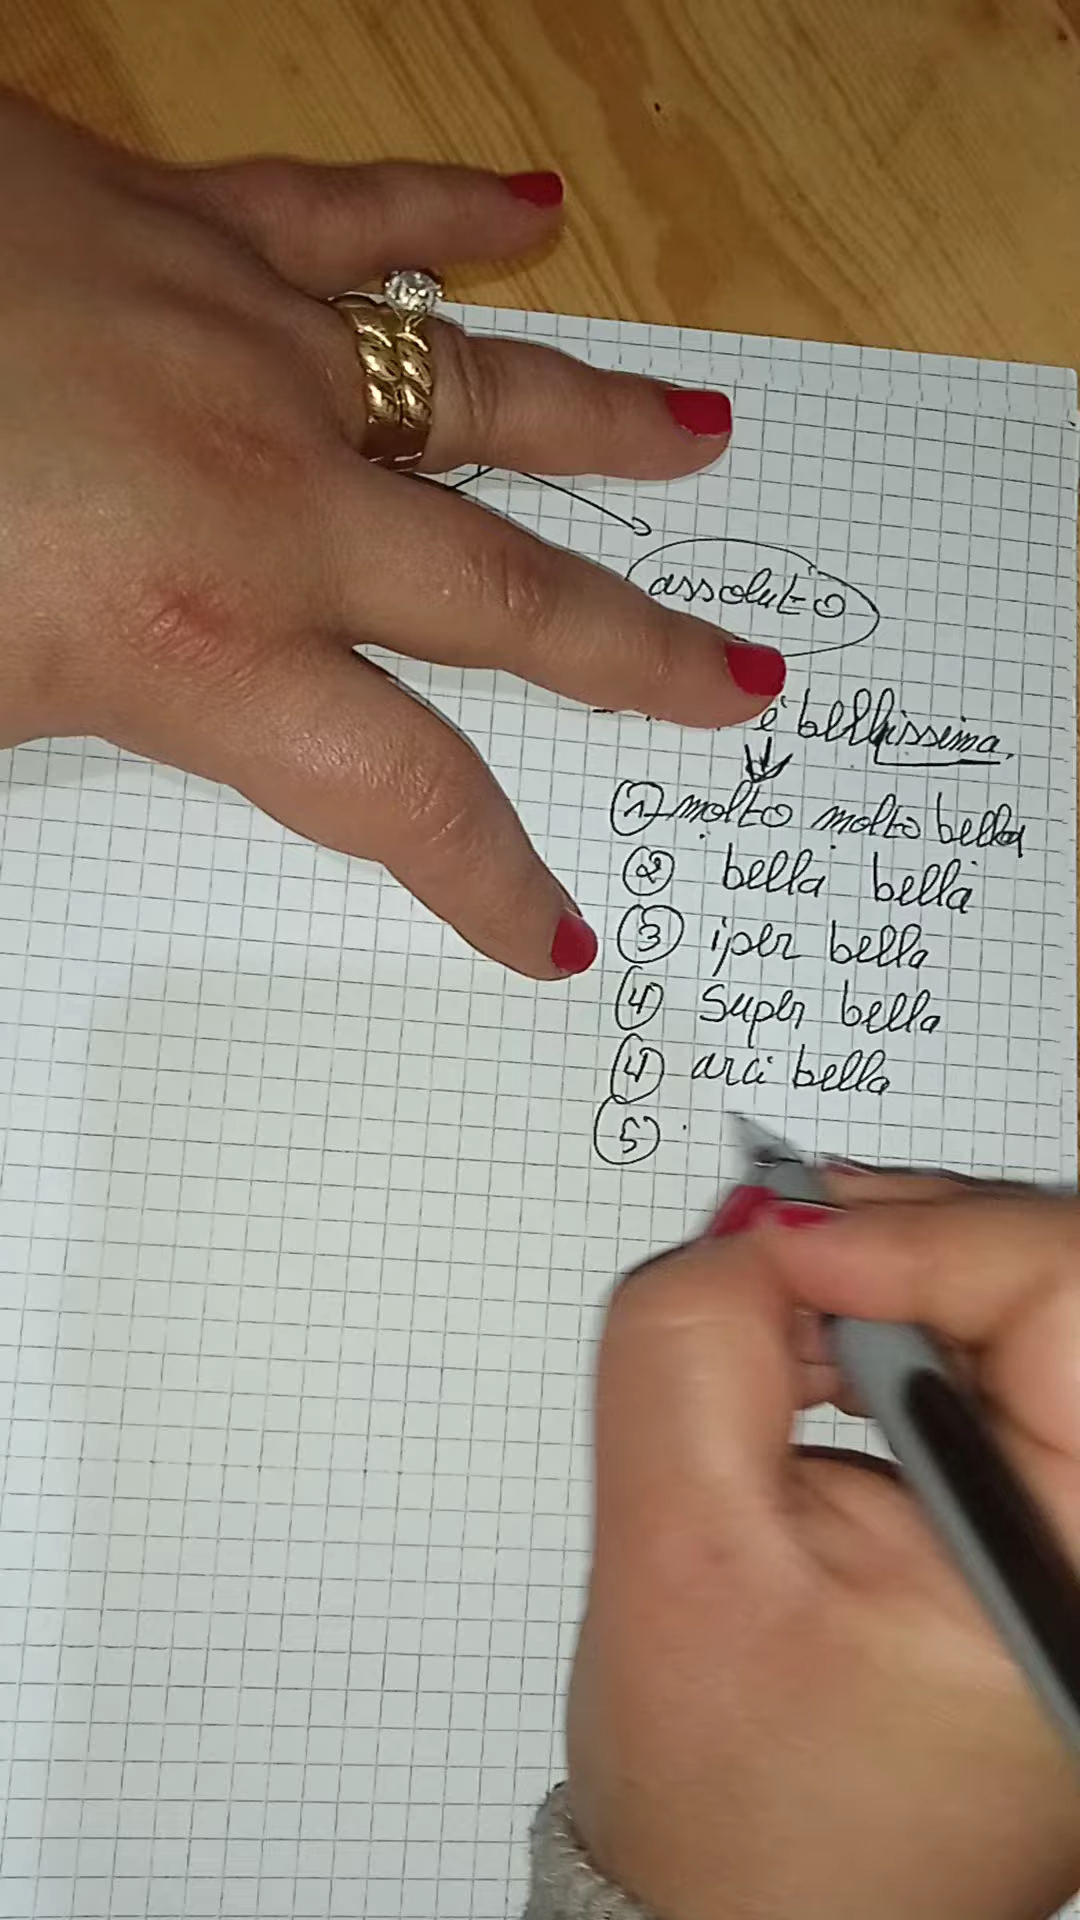 assoluto
è bellissima.
1 molto molto bella
2 bella bella
3 iper bella
4 super bella
4 arci bella
5